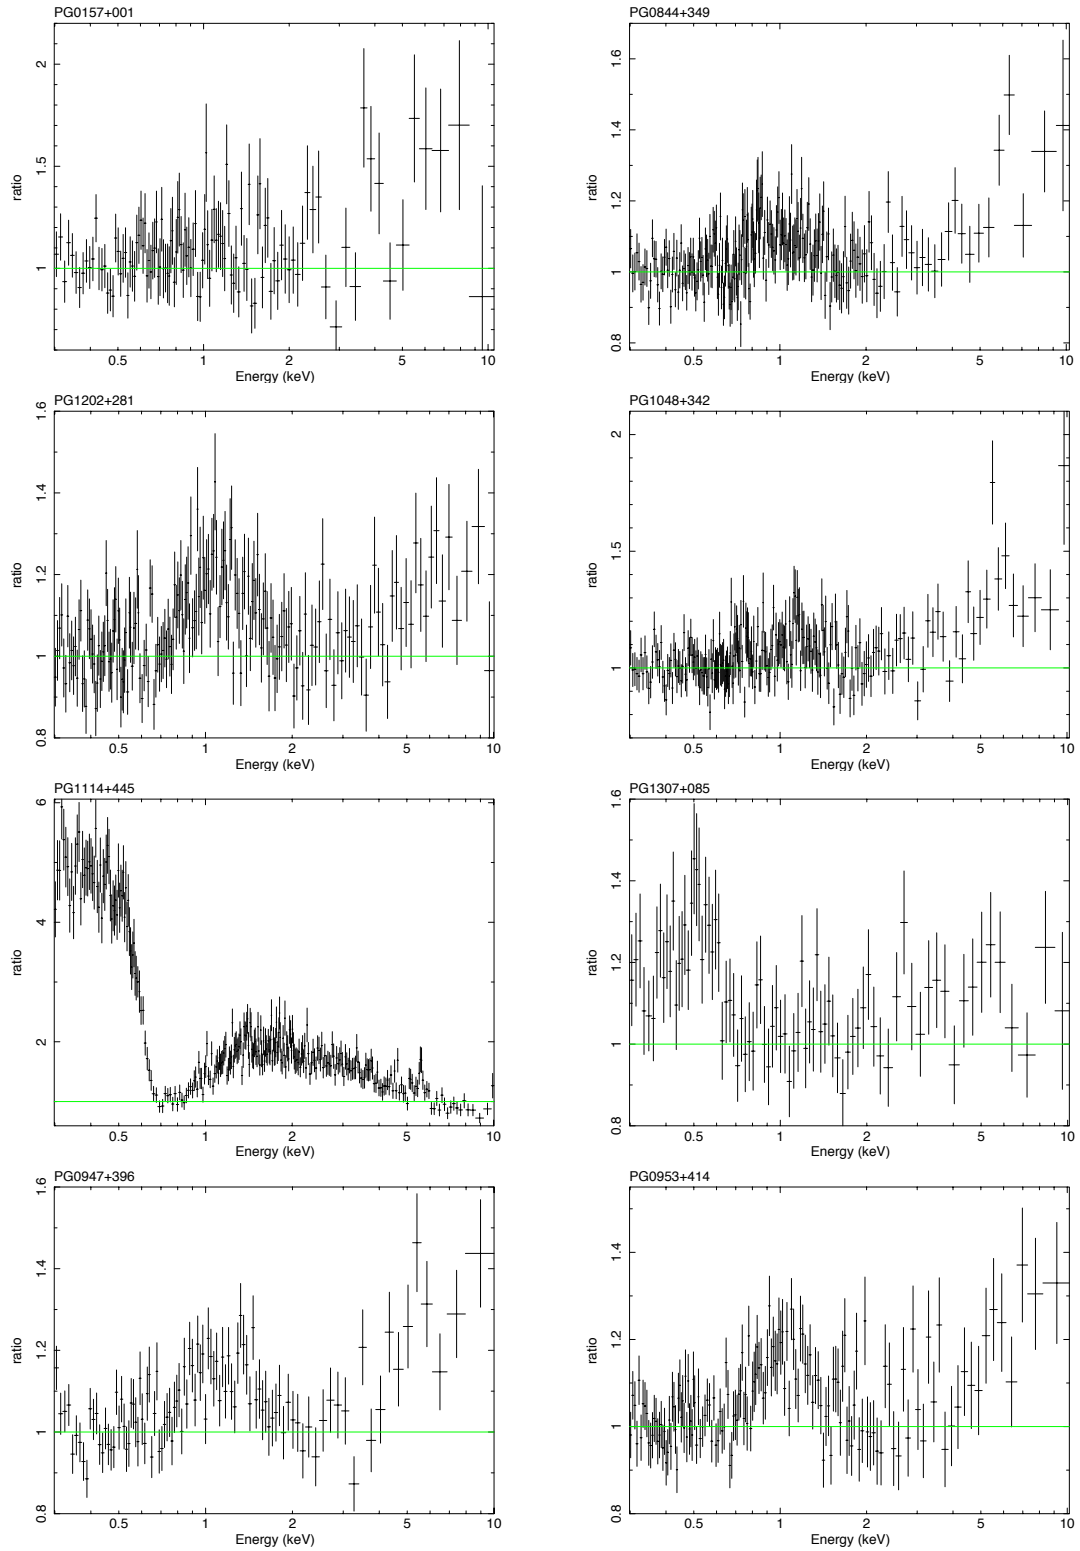 PG0157+001
ratio
2
1.5
1
0.5 1 2 5 10
Energy (keV)
PG0844+349
ratio
1.6
1.4
1.2
1
0.8
0.5 1 2 5 10
Energy (keV)
PG1202+281
ratio
1.6
1.4
1.2
1
0.8
0.5 1 2 5 10
Energy (keV)
PG1048+342
ratio
2
1.5
1
0.5 1 2 5 10
Energy (keV)
PG1114+445
ratio
6
4
2
0.5 1 2 5 10
Energy (keV)
PG1307+085
ratio
1.6
1.4
1.2
1
0.8
0.5 1 2 5 10
Energy (keV)
PG0947+396
ratio
1.6
1.4
1.2
1
0.8
0.5 1 2 5 10
Energy (keV)
PG0953+414
ratio
1.4
1.2
1
0.8
0.5 1 2 5 10
Energy (keV)